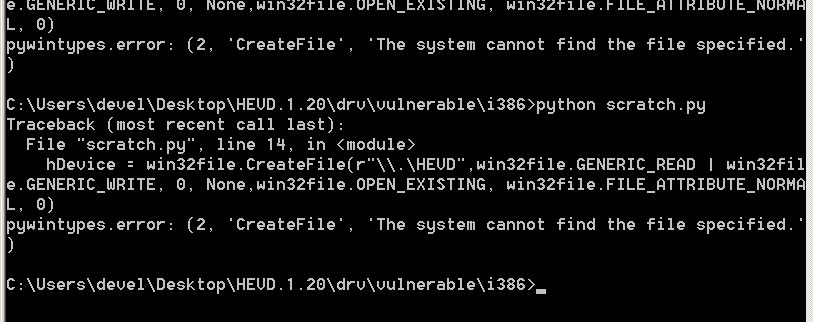 e.GENERIC_WRITE, 0, None,win32file.OPEN_EXISTING, win32file.FILE_ATTRIBUTE_NORMA
L, 0)
pywintypes.error: (2, 'CreateFile', 'The system cannot find the file specified.'
)
C:\Users\devel\Desktop\HEVD.1.20\drv\vulnerable\i386>python scratch.py
Traceback (most recent call last):
  File "scratch.py", line 14, in <module>
    hDevice = win32file.CreateFile(r"\\.\HEVD",win32file.GENERIC_READ | win32fil
e.GENERIC_WRITE, 0, None,win32file.OPEN_EXISTING, win32file.FILE_ATTRIBUTE_NORMA
L, 0)
pywintypes.error: (2, 'CreateFile', 'The system cannot find the file specified.'
)
C:\Users\devel\Desktop\HEVD.1.20\drv\vulnerable\i386>_